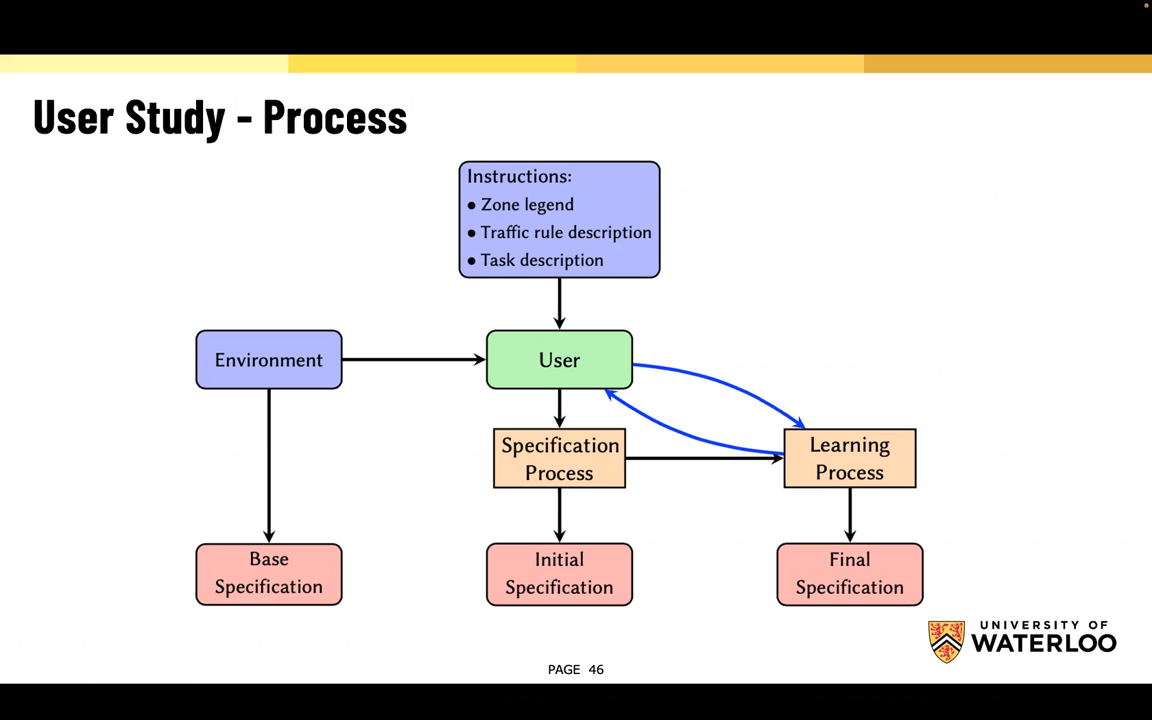 User Study - Process
Instructions:
• Zone legend
• Traffic rule description
• Task description
Environment
User
Specification
Process
Learning
Process
Base
Specification
Initial
Specification
Final
Specification
UNIVERSITY OF
WATERLOO
PAGE 46